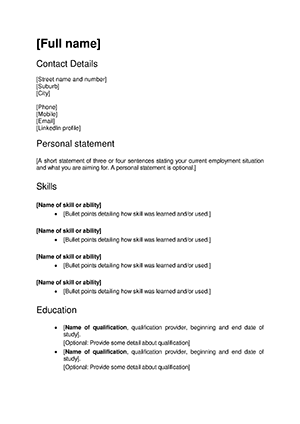 [Full name]
Contact Details
[Street name and number]
[Suburb]
[City]
[Phone]
[Mobile]
[Email]
[LinkedIn profile]
Personal statement
[A short statement of three or four sentences stating your current employment situation
and what you are aiming for. A personal statement is optional.]
Skills
[Name of skill or ability]
• [Bullet points detailing how skill was learned and/or used.]
[Name of skill or ability]
• [Bullet points detailing how skill was learned and/or used.]
[Name of skill or ability]
• [Bullet points detailing how skill was learned and/or used.]
[Name of skill or ability]
• [Bullet points detailing how skill was learned and/or used.]
Education
• [Name of qualification, qualification provider, beginning and end date of
study].
[Optional: Provide some detail about qualification]
• [Name of qualification, qualification provider, beginning and end date of
study].
[Optional: Provide some detail about qualification]